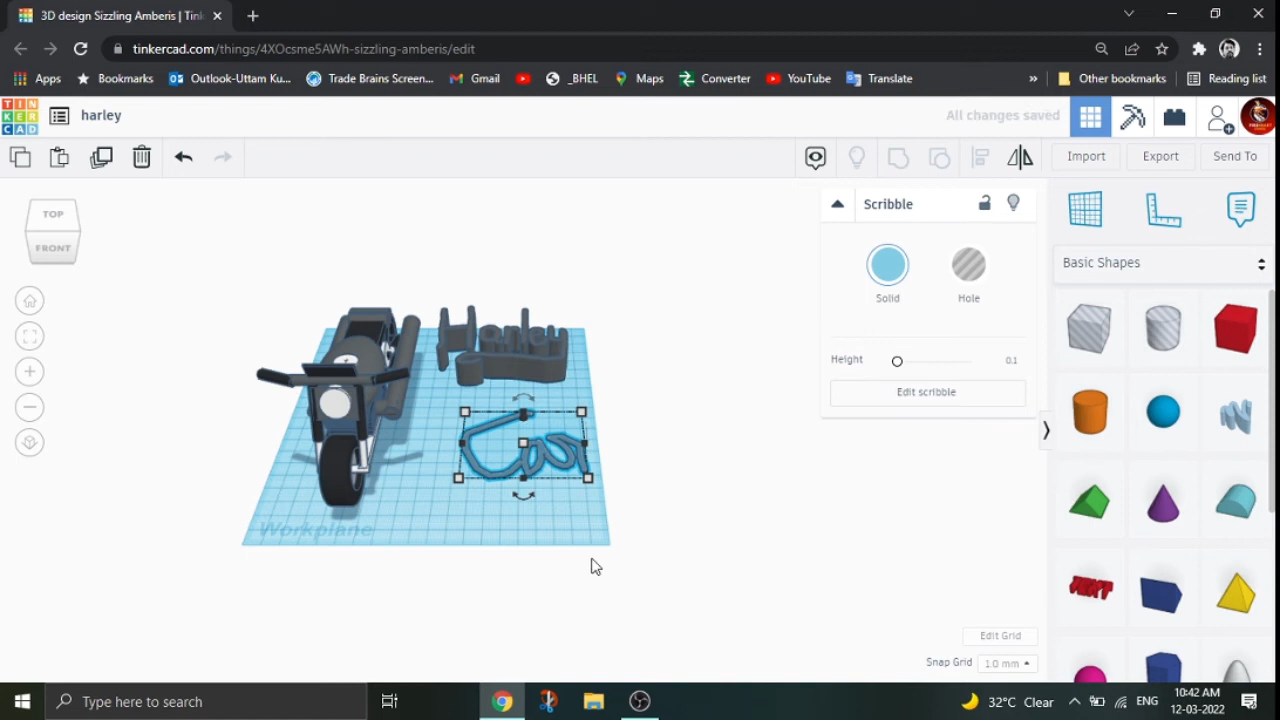 3D design Sizzling Amberis | Tink
tinkercad.com/things/4XOcsme5AWh-sizzling-amberis/edit
Apps Bookmarks Outlook-Uttam Ku... Trade Brains Screen... Gmail _BHEL Maps Converter YouTube Translate » Other bookmarks Reading list
TIN
KER
CAD
harley
All changes saved
Import Export Send To
TOP
FRONT
Scribble
Solid Hole
Height 0.1
Edit scribble
Basic Shapes
TEXT
Harley
Car
Workplane
Edit Grid
Snap Grid 1.0 mm
Type here to search
32°C Clear
ENG
10:42 AM
12-03-2022